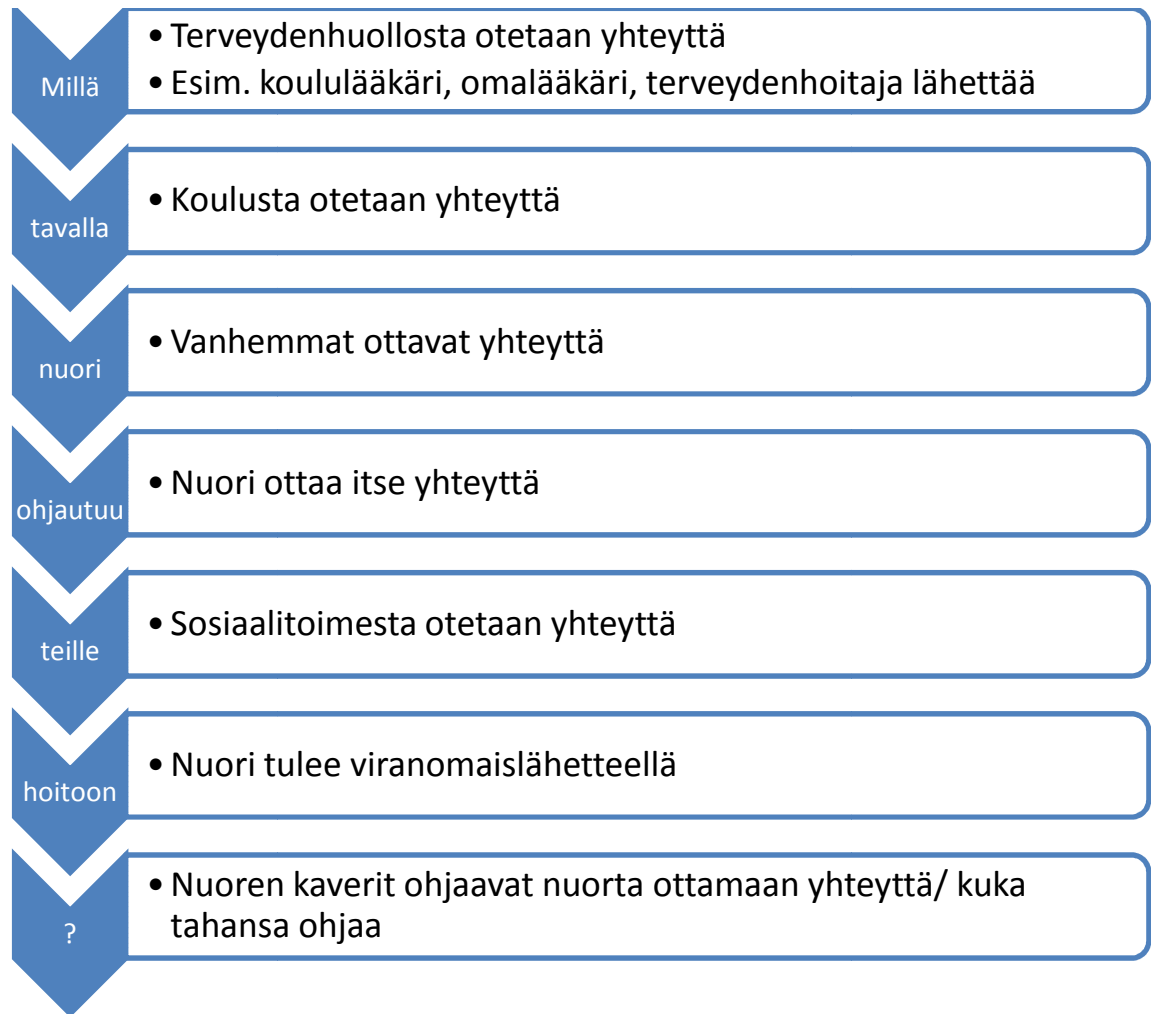 Millä
• Terveydenhuollosta otetaan yhteyttä
• Esim. koululääkäri, omalääkäri, terveydenhoitaja lähettää
tavalla
• Koulusta otetaan yhteyttä
nuori
• Vanhemmat ottavat yhteyttä
ohjautuu
• Nuori ottaa itse yhteyttä
teille
• Sosiaalitoimesta otetaan yhteyttä
hoitoon
• Nuori tulee viranomaislähetteellä
?
• Nuoren kaverit ohjaavat nuorta ottamaan yhteyttä/ kuka
tahansa ohjaa